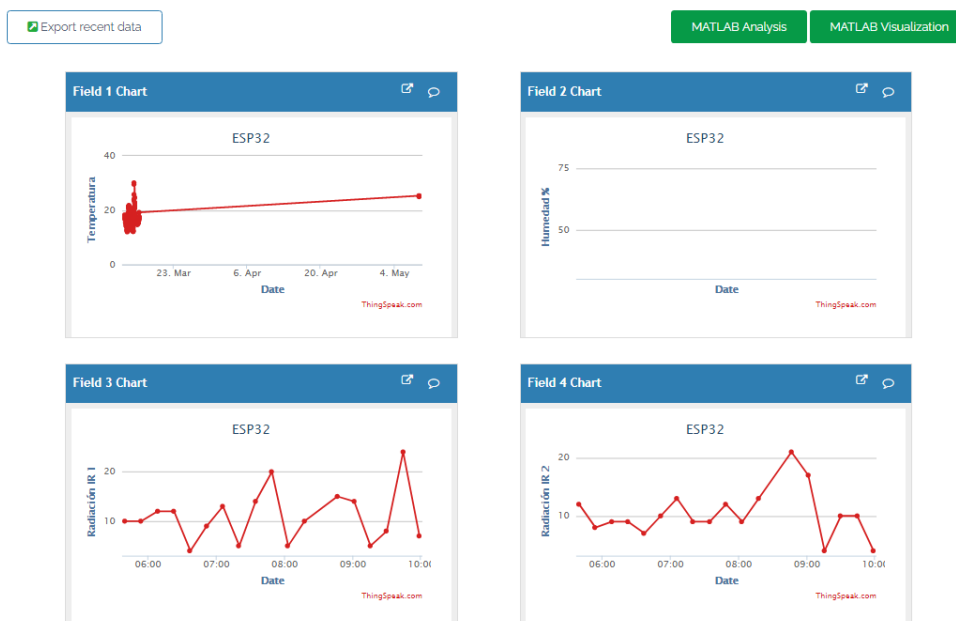 Export recent data
MATLAB Analysis
MATLAB Visualization
Field 1 Chart
ESP32
Temperatura
40
20
0
23. Mar
6. Apr
20. Apr
4. May
Date
ThingSpeak.com
Field 2 Chart
ESP32
Humedad %
75
50
Date
ThingSpeak.com
Field 3 Chart
ESP32
Radiación IR 1
20
10
06:00
07:00
08:00
09:00
10:00
Date
ThingSpeak.com
Field 4 Chart
ESP32
Radiación IR 2
20
10
06:00
07:00
08:00
09:00
10:00
Date
ThingSpeak.com